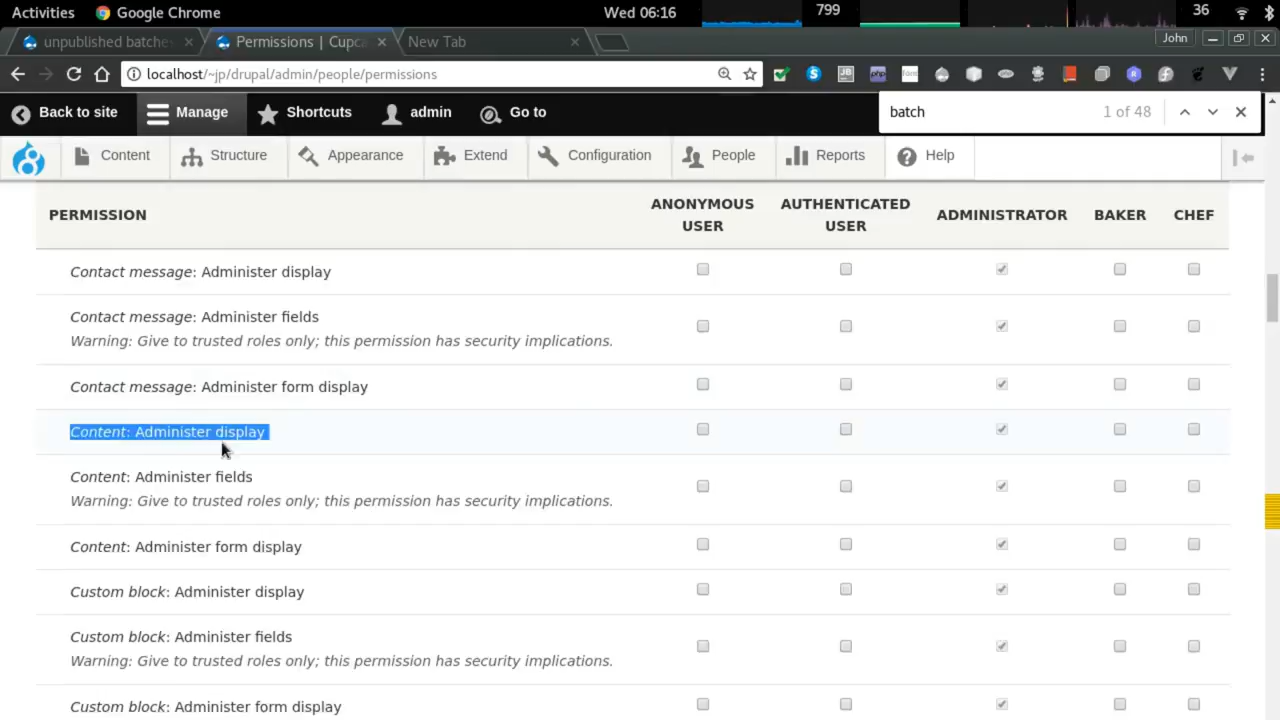 Activities Google Chrome Wed 06:16 799 36
unpublished batche Permissions | Cupca New Tab John
localhost/~jp/drupal/admin/people/permissions
Back to site Manage Shortcuts admin Go to batch 1 of 48
Content Structure Appearance Extend Configuration People Reports Help
PERMISSION ANONYMOUS USER AUTHENTICATED USER ADMINISTRATOR BAKER CHEF
Contact message: Administer display
Contact message: Administer fields
Warning: Give to trusted roles only; this permission has security implications.
Contact message: Administer form display
Content: Administer display
Content: Administer fields
Warning: Give to trusted roles only; this permission has security implications.
Content: Administer form display
Custom block: Administer display
Custom block: Administer fields
Warning: Give to trusted roles only; this permission has security implications.
Custom block: Administer form display